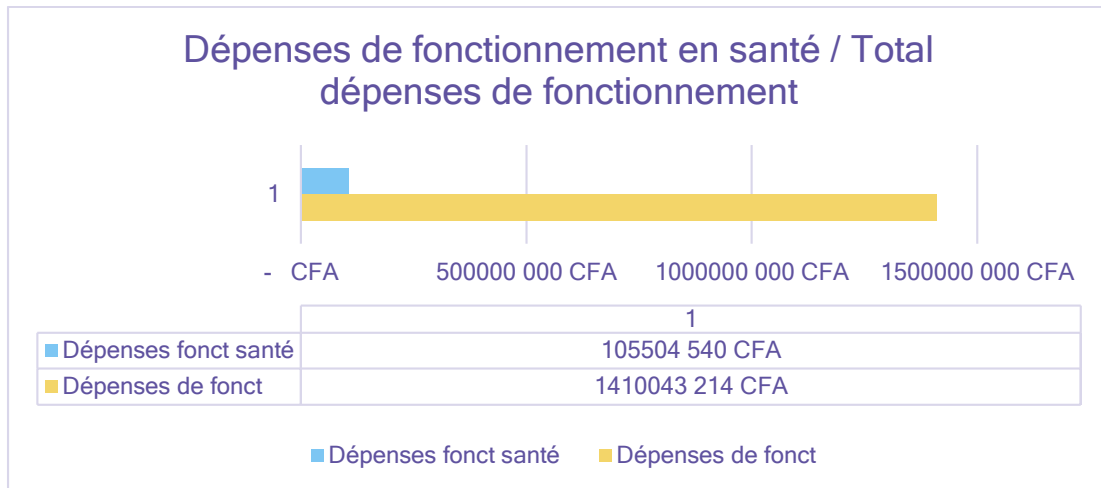 Dépenses de fonctionnement en santé / Total
dépenses de fonctionnement
1
- CFA 500000 000 CFA 1000000 000 CFA 1500000 000 CFA
1
Dépenses fonct santé 105504 540 CFA
Dépenses de fonct 1410043 214 CFA
Dépenses fonct santé Dépenses de fonct